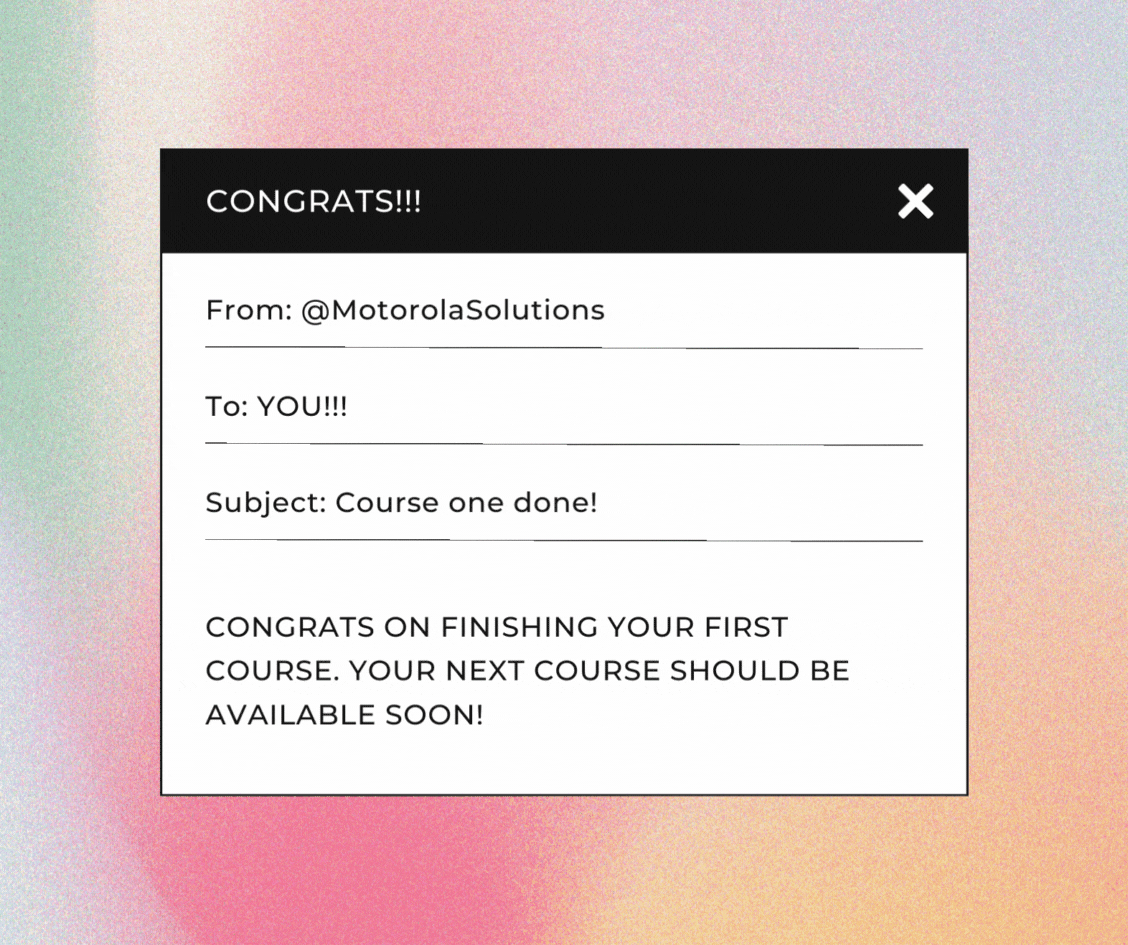 CONGRATS!!!
From: @MotorolaSolutions
To: YOU!!!
Subject: Course one done!
CONGRATS ON FINISHING YOUR FIRST
COURSE. YOUR NEXT COURSE SHOULD BE
AVAILABLE SOON!